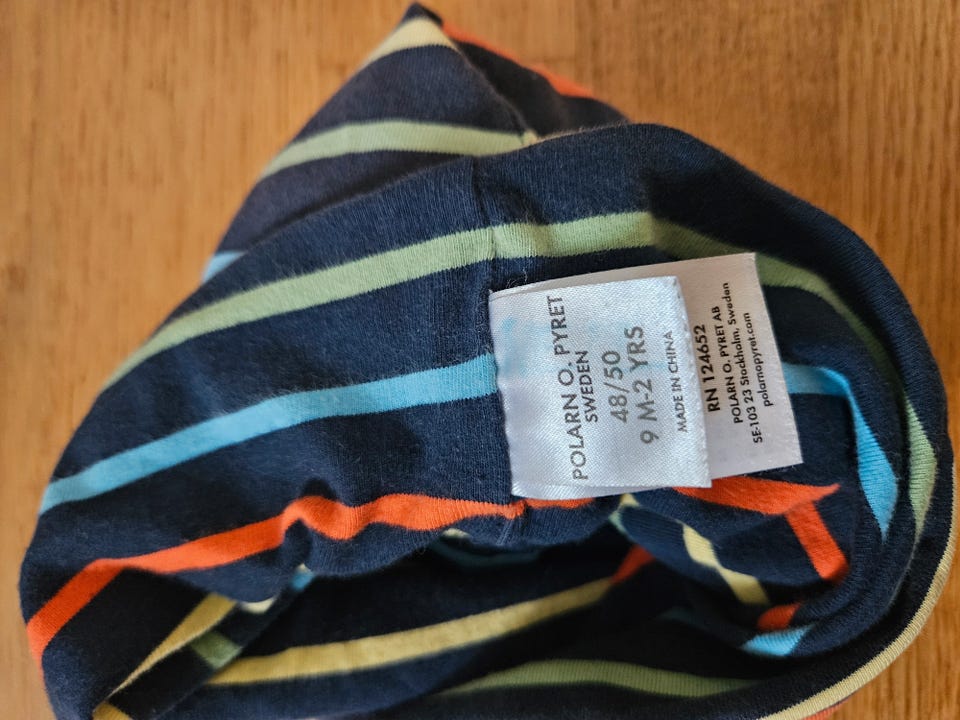 POLARN O. PYRET
SWEDEN
48/50
9 M-2 YRS
MADE IN CHINA
RN 124652
POLARN O. PYRET AB
SE-103 23 Stockholm, Sweden
polarnopyret.com